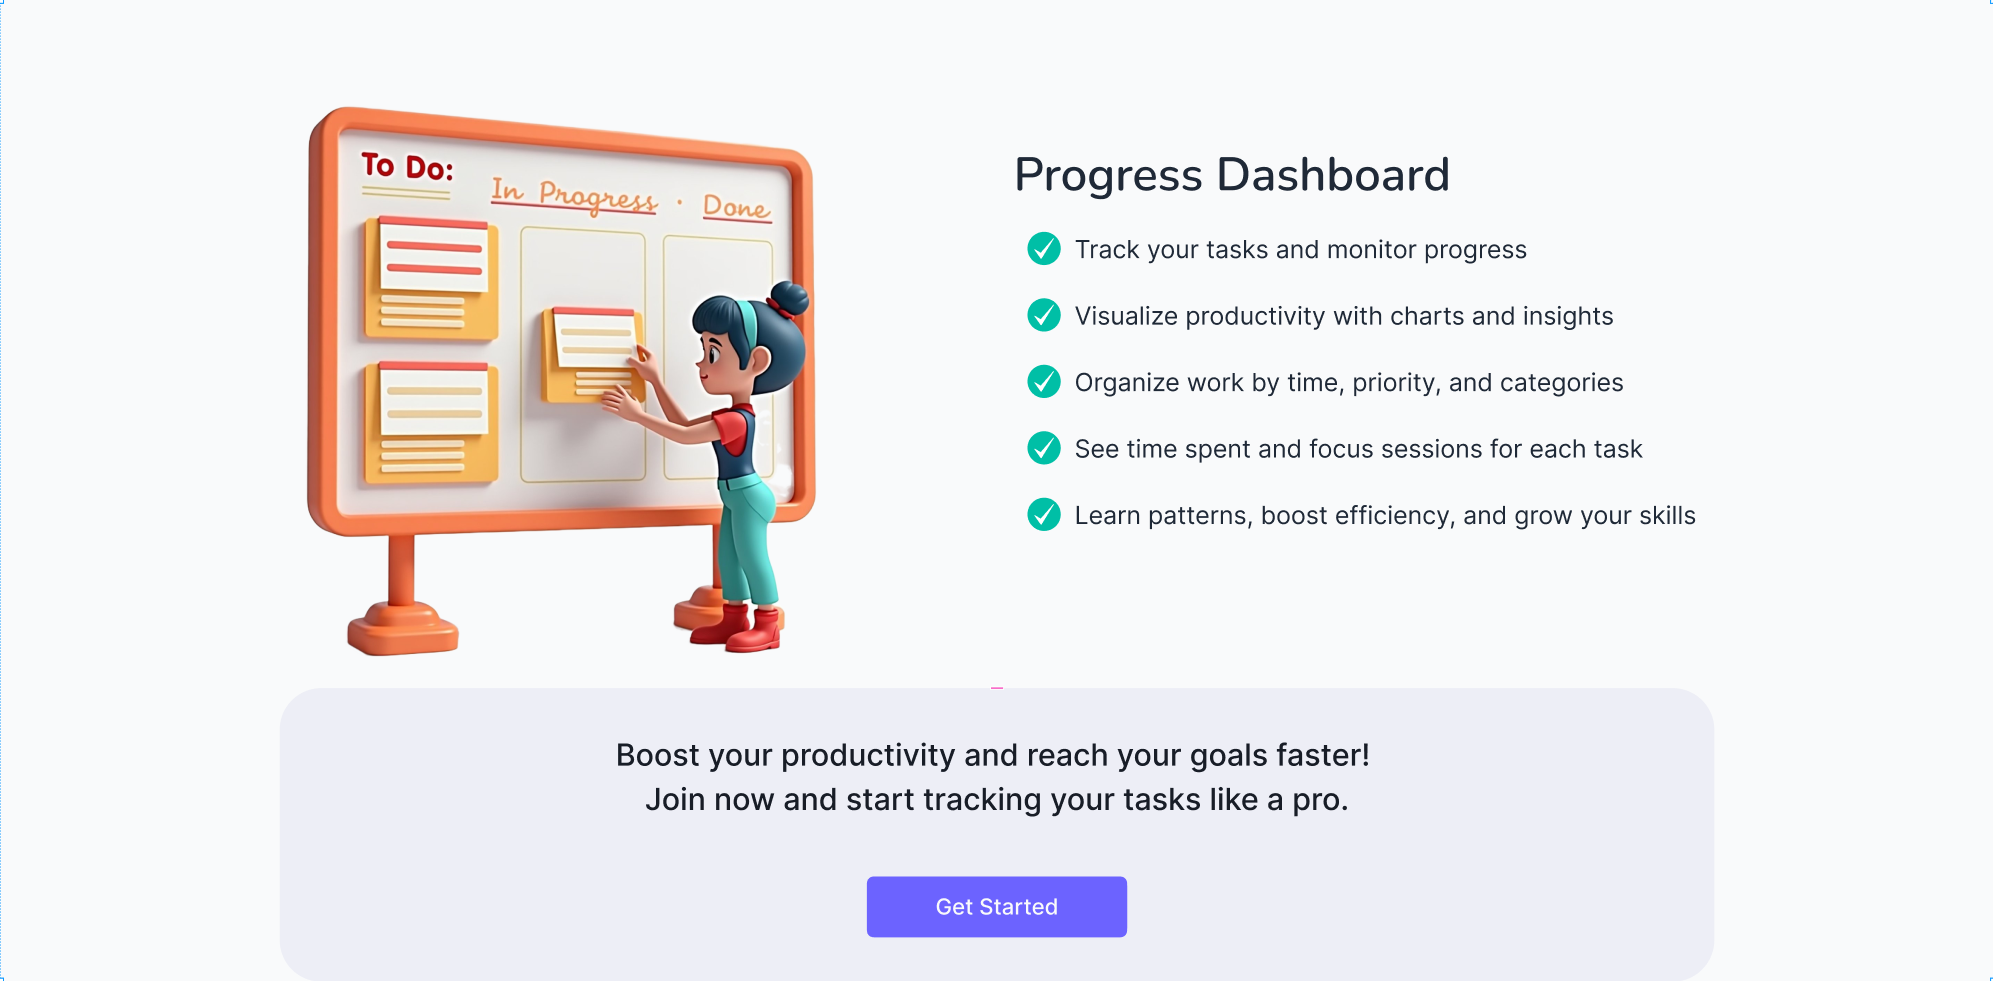 To Do:
In Progress · Done
Progress Dashboard
Track your tasks and monitor progress
Visualize productivity with charts and insights
Organize work by time, priority, and categories
See time spent and focus sessions for each task
Learn patterns, boost efficiency, and grow your skills
Boost your productivity and reach your goals faster!
Join now and start tracking your tasks like a pro.
Get Started